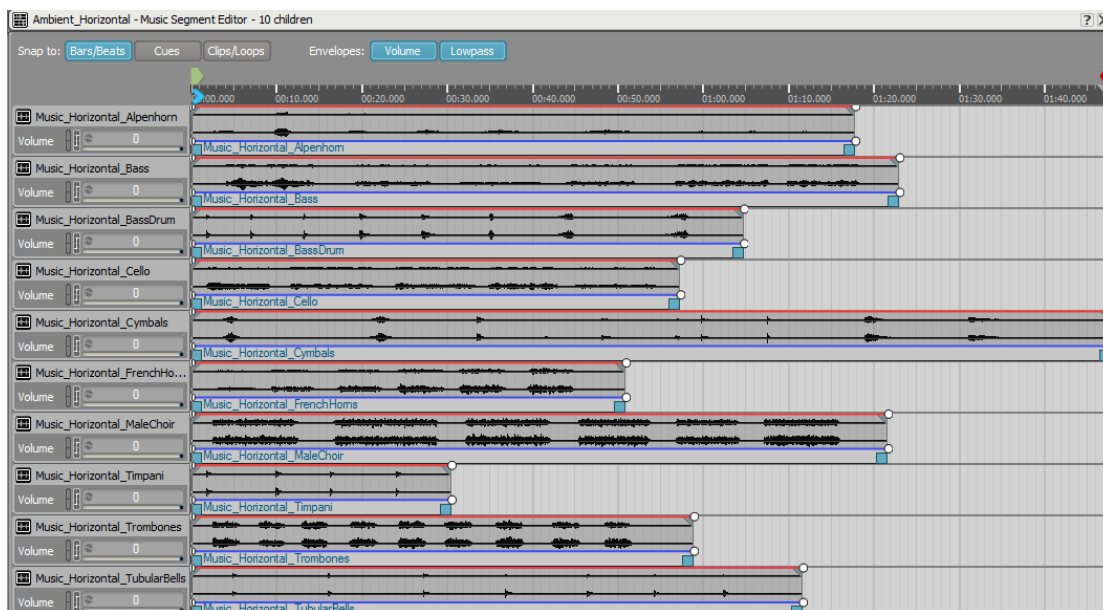 Ambient_Horizontal - Music Segment Editor - 10 children
Snap to: Bars/Beats Cues Clips/Loops Envelopes: Volume Lowpass
:00.000 00:10.000 00:20.000 00:30.000 00:40.000 00:50.000 01:00.000 01:10.000 01:20.000 01:30.000 01:40.000
Music_Horizontal_Alpenhorn
Volume 0
Music_Horizontal_Alpenhorn
Music_Horizontal_Bass
Volume 0
Music_Horizontal_Bass
Music_Horizontal_BassDrum
Volume 0
Music_Horizontal_BassDrum
Music_Horizontal_Cello
Volume 0
Music_Horizontal_Cello
Music_Horizontal_Cymbals
Volume 0
Music_Horizontal_Cymbals
Music_Horizontal_FrenchHo...
Volume 0
Music_Horizontal_FrenchHorns
Music_Horizontal_MaleChoir
Volume 0
Music_Horizontal_MaleChoir
Music_Horizontal_Timpani
Volume 0
Music_Horizontal_Timpani
Music_Horizontal_Trombones
Volume 0
Music_Horizontal_Trombones
Music_Horizontal_TubularBells
Volume 0
Music_Horizontal_TubularBells